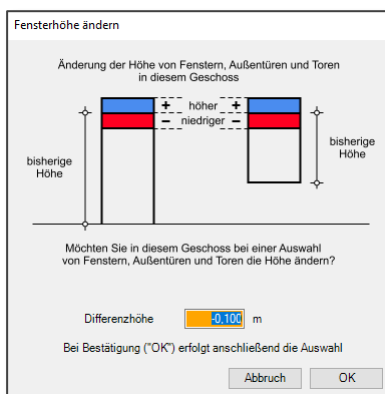 Fensterhöhe ändern
Änderung der Höhe von Fenstern, Außentüren und Toren
in diesem Geschoss
+ höher +
- niedriger -
bisherige
Höhe
bisherige
Höhe
Möchten Sie in diesem Geschoss bei einer Auswahl
von Fenstern, Außentüren und Toren die Höhe ändern?
Differenzhöhe -0.100 m
Bei Bestätigung ("OK") erfolgt anschließend die Auswahl
Abbruch OK